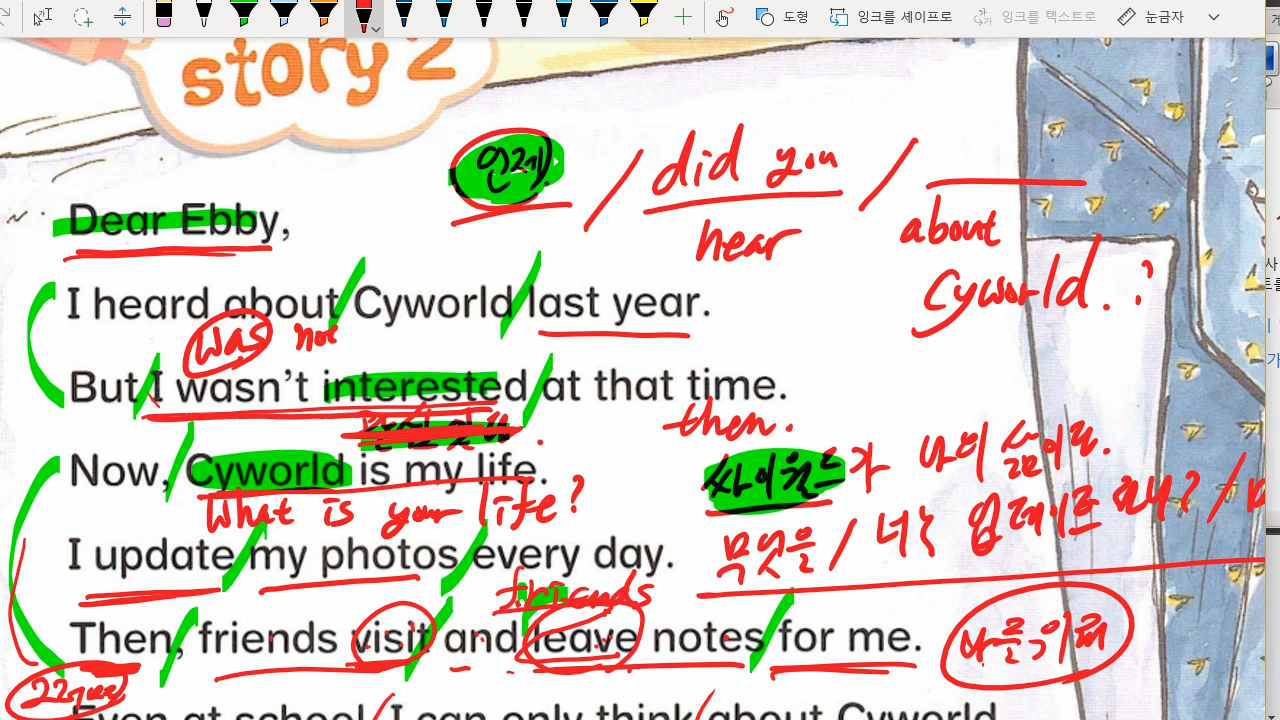 도형 잉크를 셰이프로 잉크를 텍스트로 눈금자
story 2
언제 / did you hear / about Cyworld. ?
Dear Ebby,
I heard about Cyworld last year.
was not
But I wasn't interested at that time.
then.
Now, Cyworld is my life.
싸이월드가 나의 삶이다.
What is your life?
무엇을 / 너는 업데이트 하니? /
I update my photos every day.
friends
Then, friends visit and leave notes for me.
나를 위해
Even at school, I can only think about Cyworld